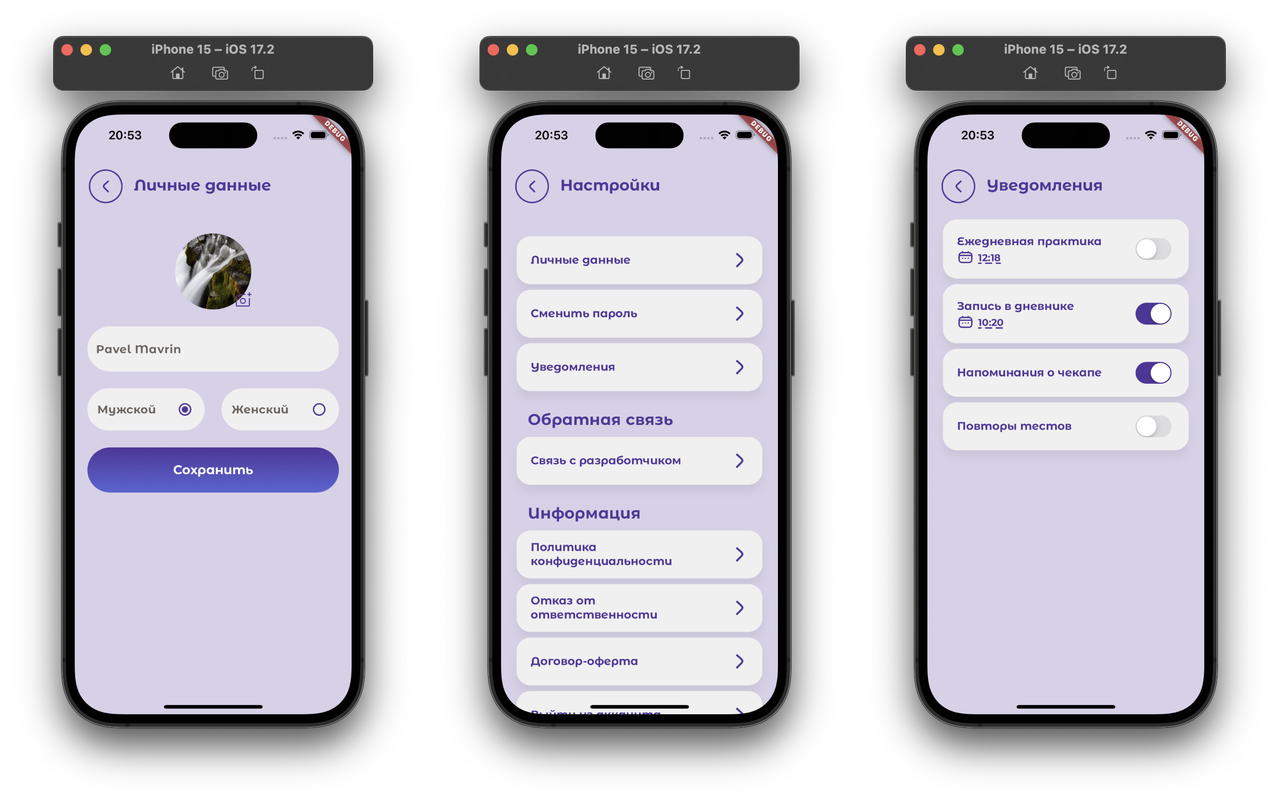 iPhone 15 – iOS 17.2
20:53
DEBUG
Личные данные
Pavel Mavrin
Мужской
Женский
Сохранить
iPhone 15 – iOS 17.2
20:53
DEBUG
Настройки
Личные данные
Сменить пароль
Уведомления
Обратная связь
Связь с разработчиком
Информация
Политика
конфиденциальности
Отказ от
ответственности
Договор-оферта
Выйти из аккаунта
iPhone 15 – iOS 17.2
20:53
DEBUG
Уведомления
Ежедневная практика
12:18
Запись в дневнике
10:20
Напоминания о чекапе
Повторы тестов